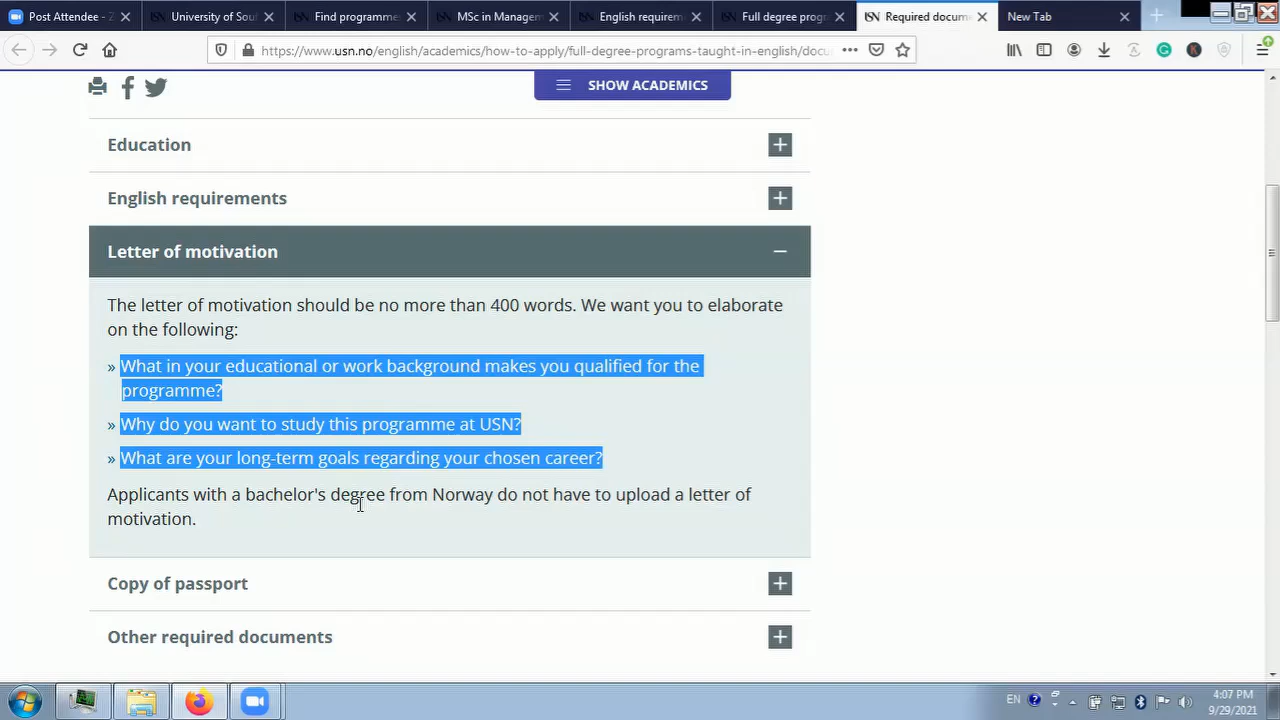 Post Attendee - Z
University of Sou
Find programme
MSc in Managem
English requirem
Full degree prog
Required docum
New Tab
https://www.usn.no/english/academics/how-to-apply/full-degree-programs-taught-in-english/docu
SHOW ACADEMICS
Education
English requirements
Letter of motivation
The letter of motivation should be no more than 400 words. We want you to elaborate
on the following:
» What in your educational or work background makes you qualified for the
programme?
» Why do you want to study this programme at USN?
» What are your long-term goals regarding your chosen career?
Applicants with a bachelor's degree from Norway do not have to upload a letter of
motivation.
Copy of passport
Other required documents
EN
4:07 PM
9/29/2021